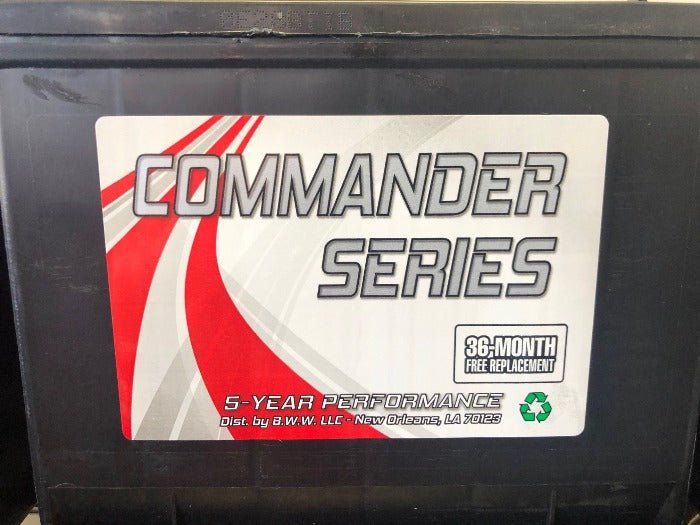 COMMANDER
SERIES
36-MONTH
FREE REPLACEMENT
5-YEAR PERFORMANCE
Dist. by B.W.W. LLC - New Orleans, LA 70123